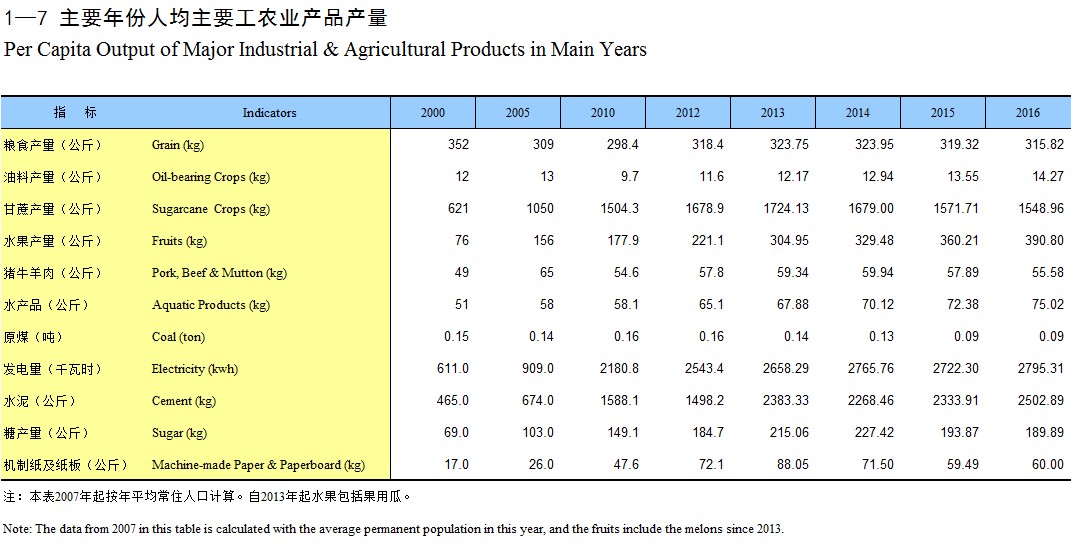 1—7 主要年份人均主要工农业产品产量
Per Capita Output of Major Industrial & Agricultural Products in Main Years
指 标 Indicators 2000 2005 2010 2012 2013 2014 2015 2016
粮食产量（公斤） Grain (kg) 352 309 298.4 318.4 323.75 323.95 319.32 315.82
油料产量（公斤） Oil-bearing Crops (kg) 12 13 9.7 11.6 12.17 12.94 13.55 14.27
甘蔗产量（公斤） Sugarcane Crops (kg) 621 1050 1504.3 1678.9 1724.13 1679.00 1571.71 1548.96
水果产量（公斤） Fruits (kg) 76 156 177.9 221.1 304.95 329.48 360.21 390.80
猪牛羊肉（公斤） Pork, Beef & Mutton (kg) 49 65 54.6 57.8 59.34 59.94 57.89 55.58
水产品（公斤） Aquatic Products (kg) 51 58 58.1 65.1 67.88 70.12 72.38 75.02
原煤（吨） Coal (ton) 0.15 0.14 0.16 0.16 0.14 0.13 0.09 0.09
发电量（千瓦时） Electricity (kwh) 611.0 909.0 2180.8 2543.4 2658.29 2765.76 2722.30 2795.31
水泥（公斤） Cement (kg) 465.0 674.0 1588.1 1498.2 2383.33 2268.46 2333.91 2502.89
糖产量（公斤） Sugar (kg) 69.0 103.0 149.1 184.7 215.06 227.42 193.87 189.89
机制纸及纸板（公斤） Machine-made Paper & Paperboard (kg) 17.0 26.0 47.6 72.1 88.05 71.50 59.49 60.00
注：本表2007年起按年平均常住人口计算。自2013年起水果包括果用瓜。
Note: The data from 2007 in this table is calculated with the average permanent population in this year, and the fruits include the melons since 2013.